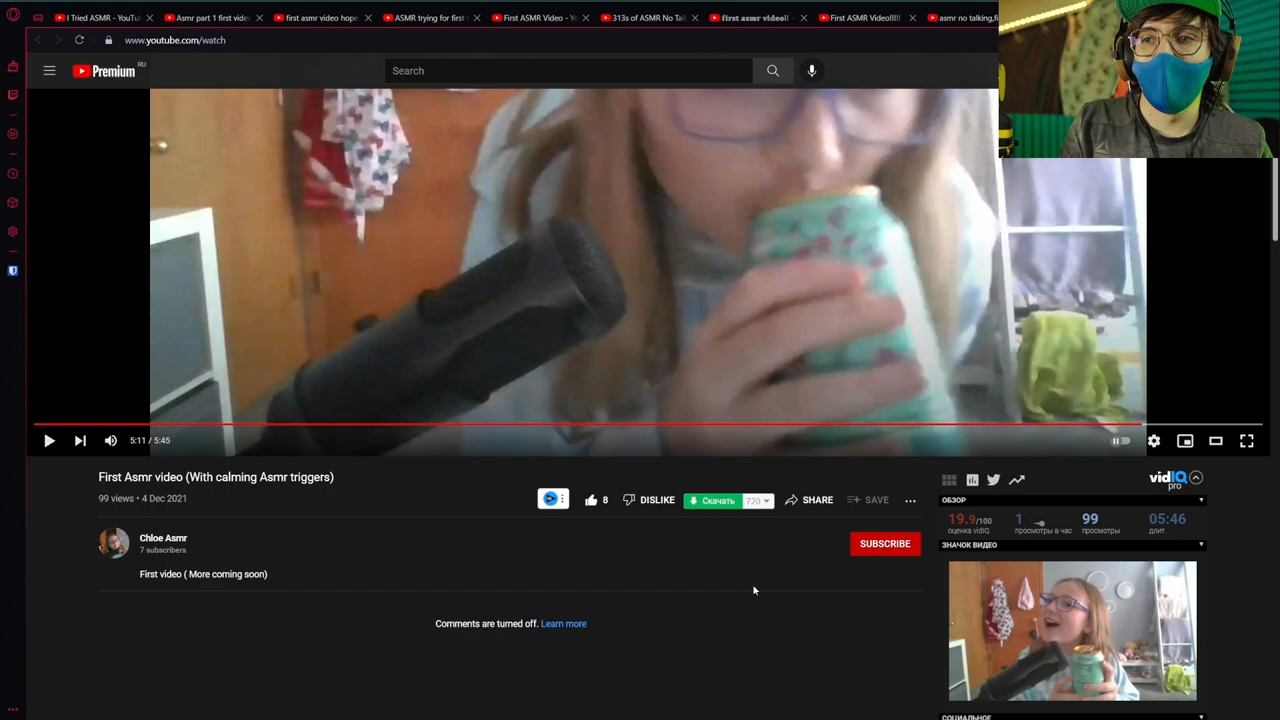 I Tried ASMR - YouTu
Asmr part 1 first vide
first asmr video hope
ASMR trying for first
First ASMR Video - Y
313s of ASMR No Tal
first asmr video!!
First ASMR Video!!!!!
asmr no talking,fi
www.youtube.com/watch
Premium RU
Search
5:11 / 5:45
First Asmr video (With calming Asmr triggers)
99 views • 4 Dec 2021
8
DISLIKE
Скачать 720
SHARE
SAVE
Chloe Asmr
7 subscribers
SUBSCRIBE
First video ( More coming soon)
Comments are turned off. Learn more
vidIQ pro
ОБЗОР
19.9/100
оценка vidIQ
1
просмотры в час
99
просмотры
05:46
длит.
ЗНАЧОК ВИДЕО
СОЦИАЛЬНОЕ